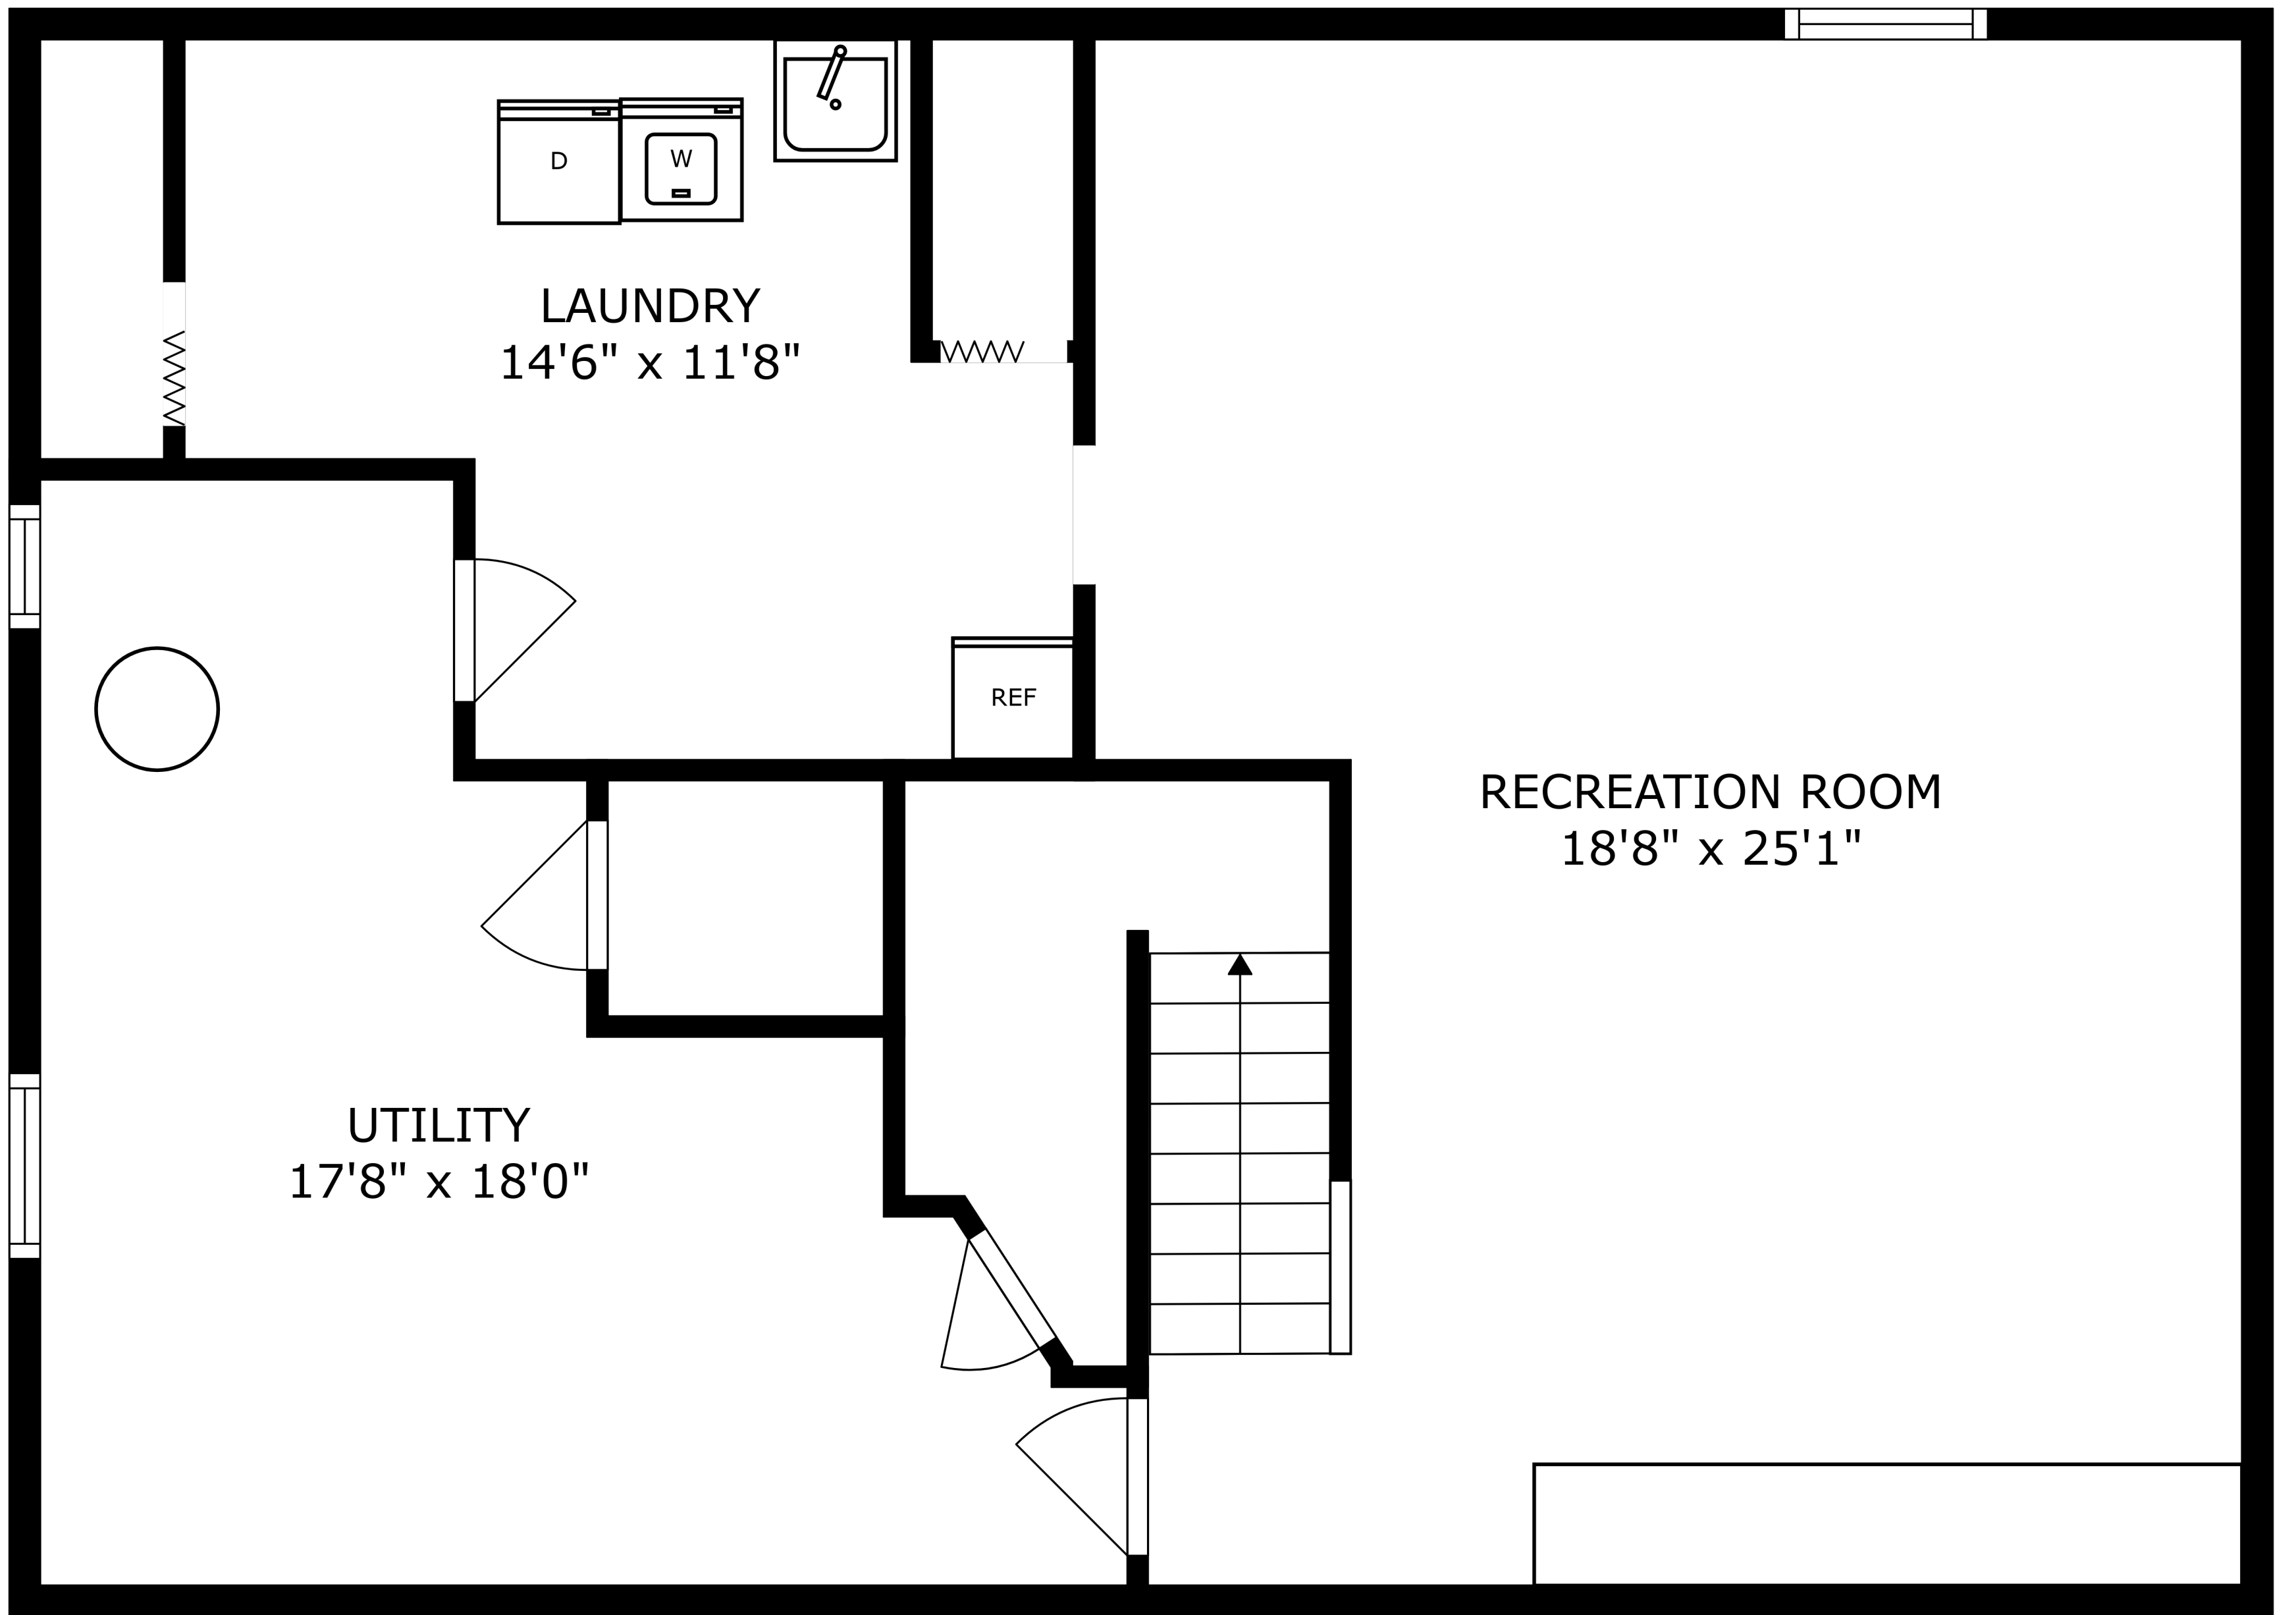 D
W
LAUNDRY
14'6" x 11'8"
REF
RECREATION ROOM
18'8" x 25'1"
UTILITY
17'8" x 18'0"